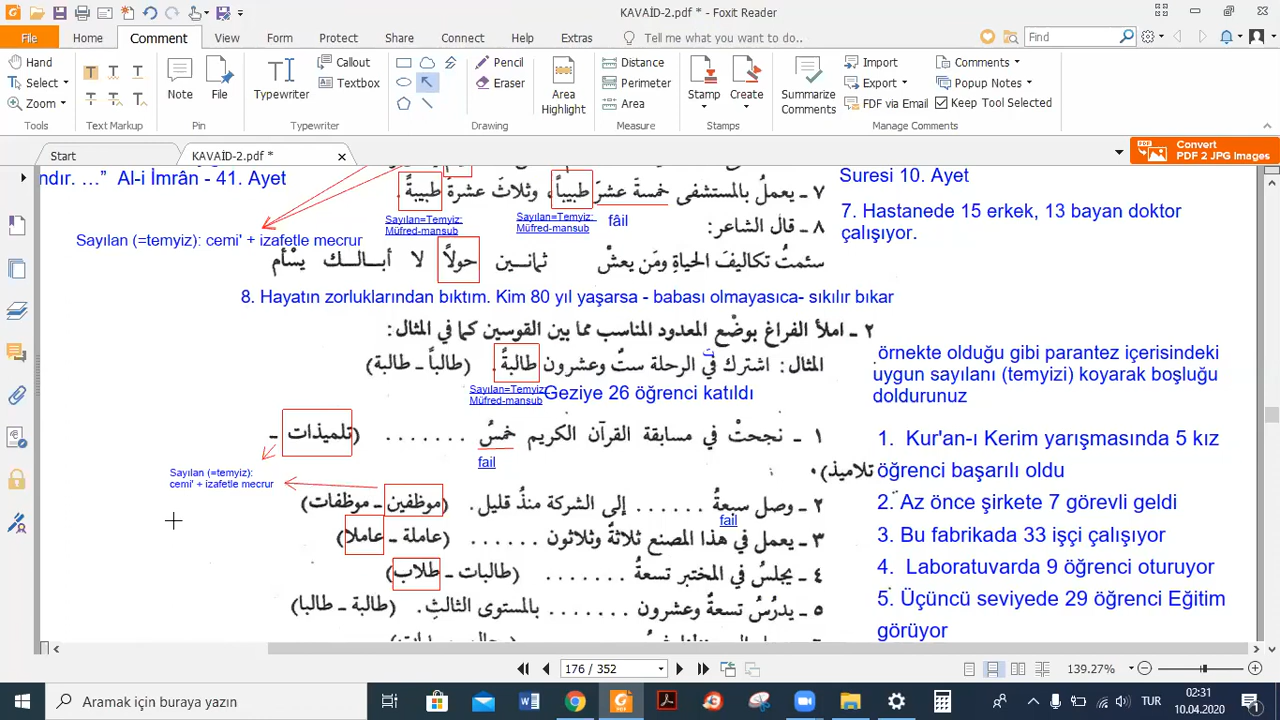 KAVAİD-2.pdf * - Foxit Reader
File Home Comment View Form Protect Share Connect Help Extras Tell me what you want to do... Find
Hand Select Zoom Tools
Text Markup
Note File Pin
Typewriter Callout Textbox Typewriter
Pencil Eraser Drawing
Area Highlight
Distance Perimeter Area Measure
Stamp Create Stamps
Summarize Comments Import Export FDF via Email Comments Popup Notes Keep Tool Selected Manage Comments
Start KAVAID-2.pdf * Convert PDF 2 JPG Images
ındır. …” Al-i İmrân - 41. Ayet
Suresi 10. Ayet
٧ - يعملُ بالمستشفى خمسةَ عشرَ طبيباً، وثلاثَ عشرةَ طبيبةً.
Sayılan=Temyiz: Müfred-mansub
Sayılan=Temyiz: Müfred-mansub
fâil
7. Hastanede 15 erkek, 13 bayan doktor
çalışıyor.
Sayılan (=temyiz): cemi' + izafetle mecrur
٨ - قال الشاعر:
سئمتُ تكاليفَ الحياةِ ومَن يعشْ ثمانـين حولاً لا أبـالـك يسْأم
8. Hayatın zorluklarından bıktım. Kim 80 yıl yaşarsa - babası olmayasıca- sıkılır bıkar
٢ - املأ الفراغ بوضْع المعدود المناسب مما بين القوسين كما في المثال:
المثال: اشترك في الرحلة ستٌ وعشرون طالبةً. (طالباً - طالبة)
Sayılan=Temyiz: Müfred-mansub
Geziye 26 öğrenci katıldı
örnekte olduğu gibi parantez içerisindeki
uygun sayılanı (temyizi) koyarak boşluğu
doldurunuz
١ - نجحتْ في مسابقة القرآن الكريم خمسُ ....... (تلميذات -
تلاميذ).
fail
1. Kur'an-ı Kerim yarışmasında 5 kız
öğrenci başarılı oldu
Sayılan (=temyiz):
cemi' + izafetle mecrur
٢ - وصل سبعةُ ...... إلى الشركة منذُ قليل. (موظفين - موظفات)
fail
2. Az önce şirkete 7 görevli geldi
٣ - يعمل في هذا المصنع ثلاثةٌ وثلاثون ...... (عاملة - عاملا)
3. Bu fabrikada 33 işçi çalışıyor
٤ - يجلسُ في المختبر تسعةُ ....... (طالبات - طلاب)
4. Laboratuvarda 9 öğrenci oturuyor
٥ - يدرُسُ تسعةٌ وعشرون ....... بالمستوى الثالثِ. (طالبة - طالبا)
5. Üçüncü seviyede 29 öğrenci Eğitim
görüyor
176 / 352
139.27%
Aramak için buraya yazın
TUR
02:31
10.04.2020